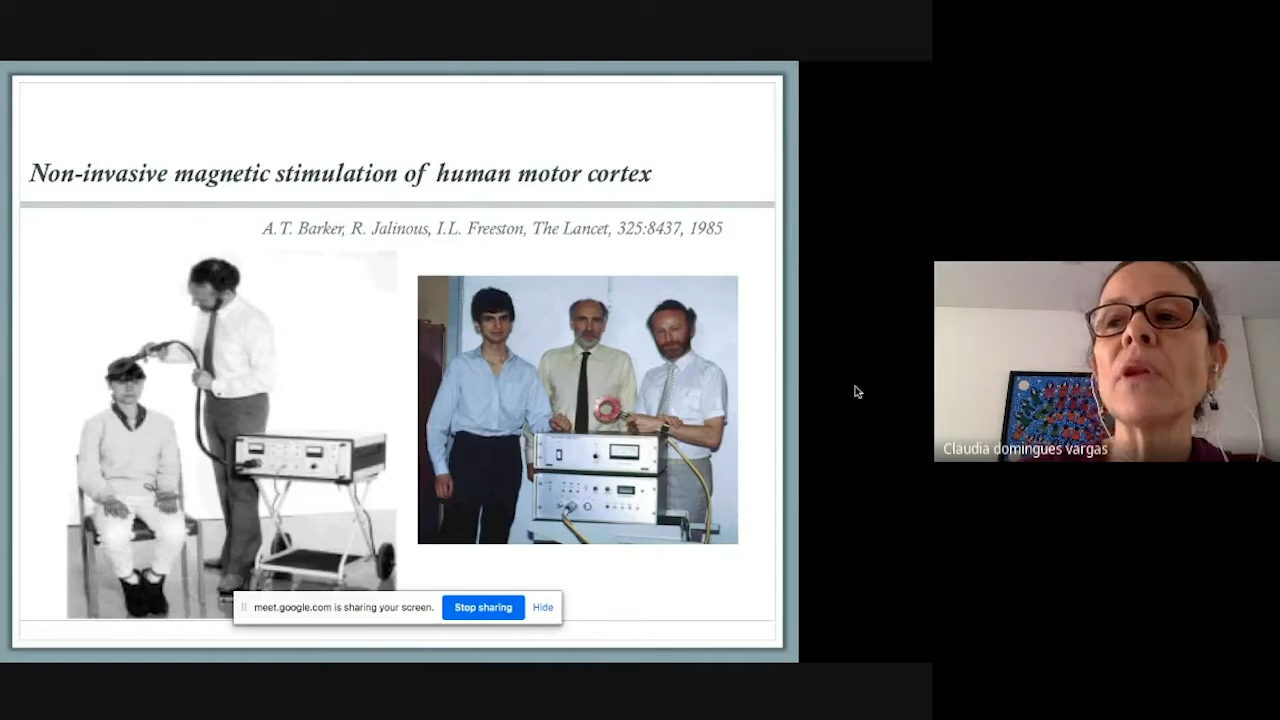 Non-invasive magnetic stimulation of human motor cortex
A.T. Barker, R. Jalinous, I.L. Freeston, The Lancet, 325:8437, 1985
meet.google.com is sharing your screen.
Stop sharing
Hide
Claudia domingues vargas